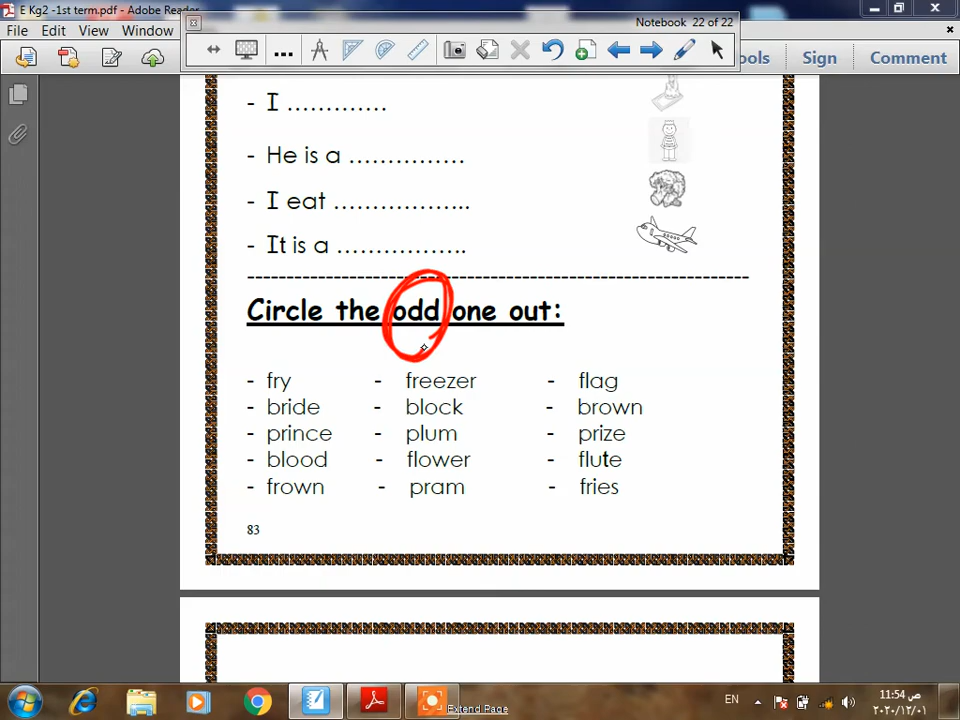 E Kg2 -1st term.pdf - Adobe Reader
Notebook 22 of 22
File Edit View Window
ools Sign Comment
- I .............
- He is a ...............
- I eat ………………..
- It is a ……………….
Circle the odd one out:
- fry - freezer - flag
- bride - block - brown
- prince - plum - prize
- blood - flower - flute
- frown - pram - fries
83
EN
11:54 ص
Extend Page
٢٠٢٠/١٢/٠١